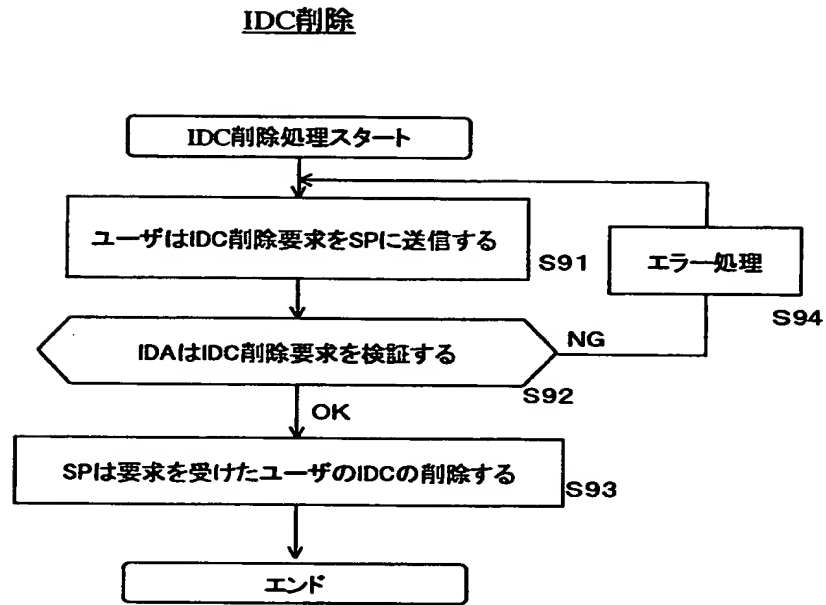 IDC削除
IDC削除処理スタート
ユーザはIDC削除要求をSPに送信する
S91
エラー処理
S94
IDAはIDC削除要求を検証する
NG
S92
OK
SPは要求を受けたユーザのIDCの削除する
S93
エンド